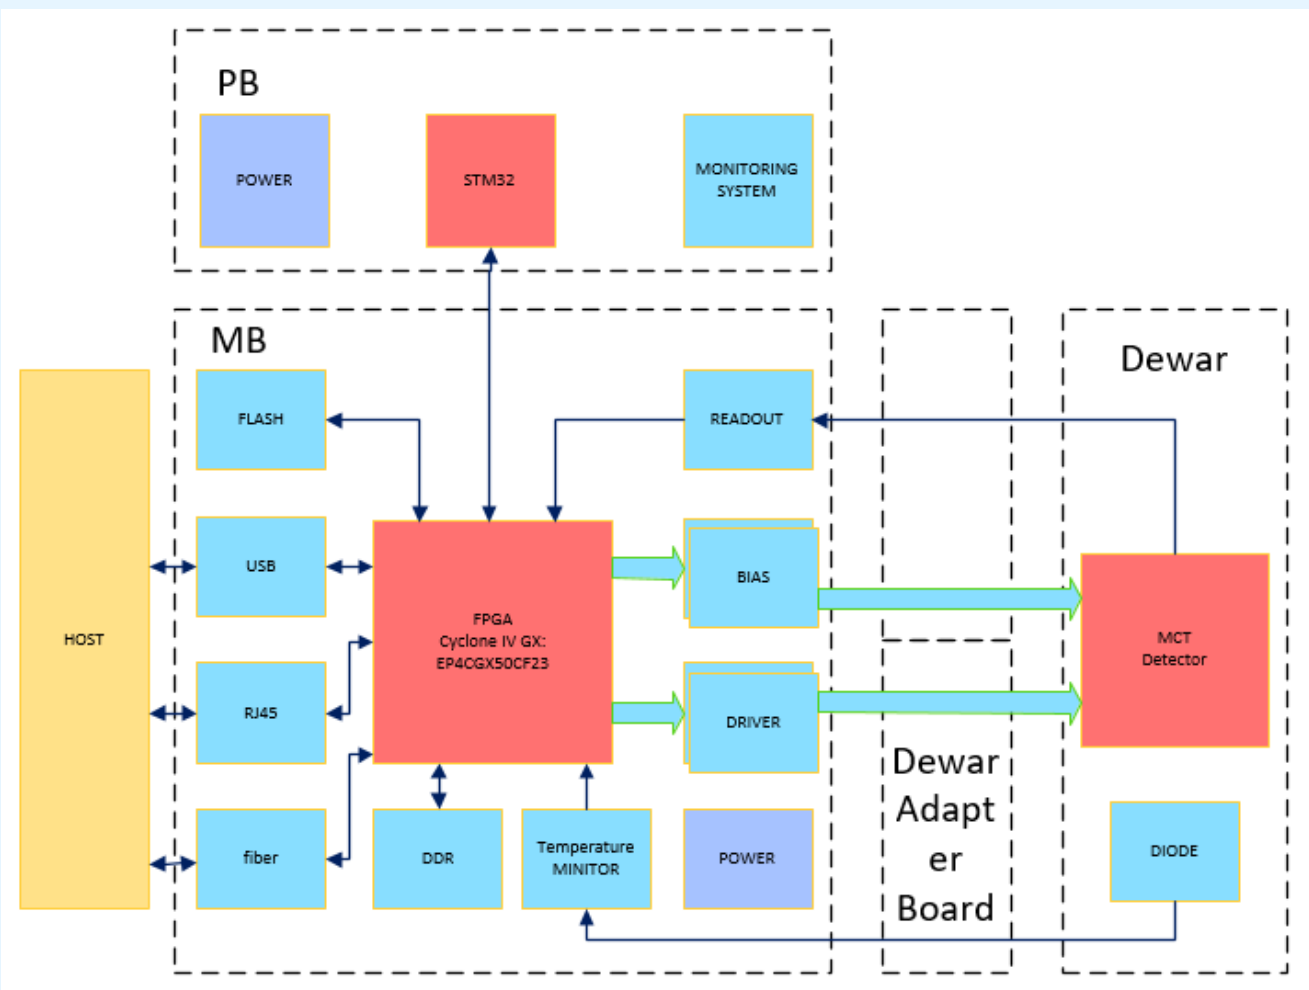 PB
POWER
STM32
MONITORING
SYSTEM
MB
Dewar
FLASH
READOUT
USB
BIAS
HOST
FPGA
Cyclone IV GX:
EP4CGX50CF23
MCT
Detector
RJ45
DRIVER
Dewar
Adapt
er
Board
fiber
DDR
Temperature
MINITOR
POWER
DIODE